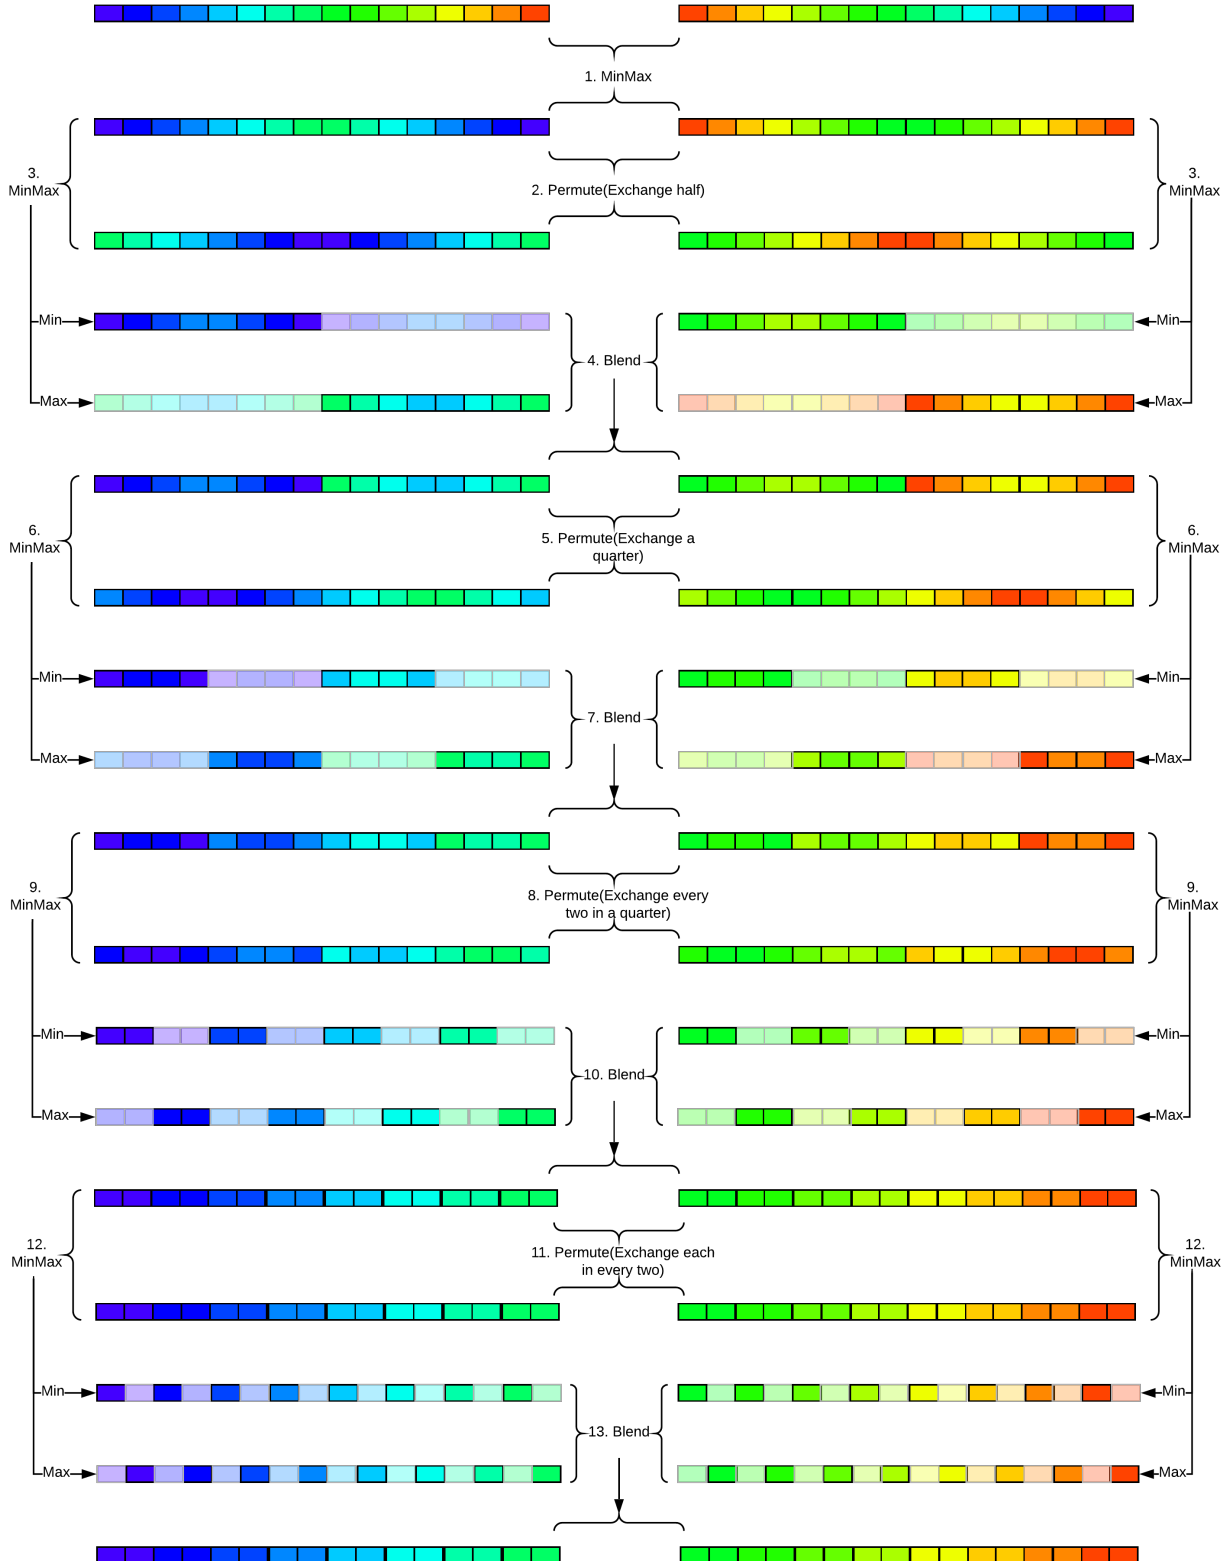 1. MinMax
3.
MinMax
2. Permute(Exchange half)
3.
MinMax
Min
Min
4. Blend
Max
Max
6.
MinMax
5. Permute(Exchange a
quarter)
6.
MinMax
Min
Min
7. Blend
Max
Max
9.
MinMax
8. Permute(Exchange every
two in a quarter)
9.
MinMax
Min
Min
10. Blend
Max
Max
12.
MinMax
11. Permute(Exchange each
in every two)
12.
MinMax
Min
Min
13. Blend
Max
Max